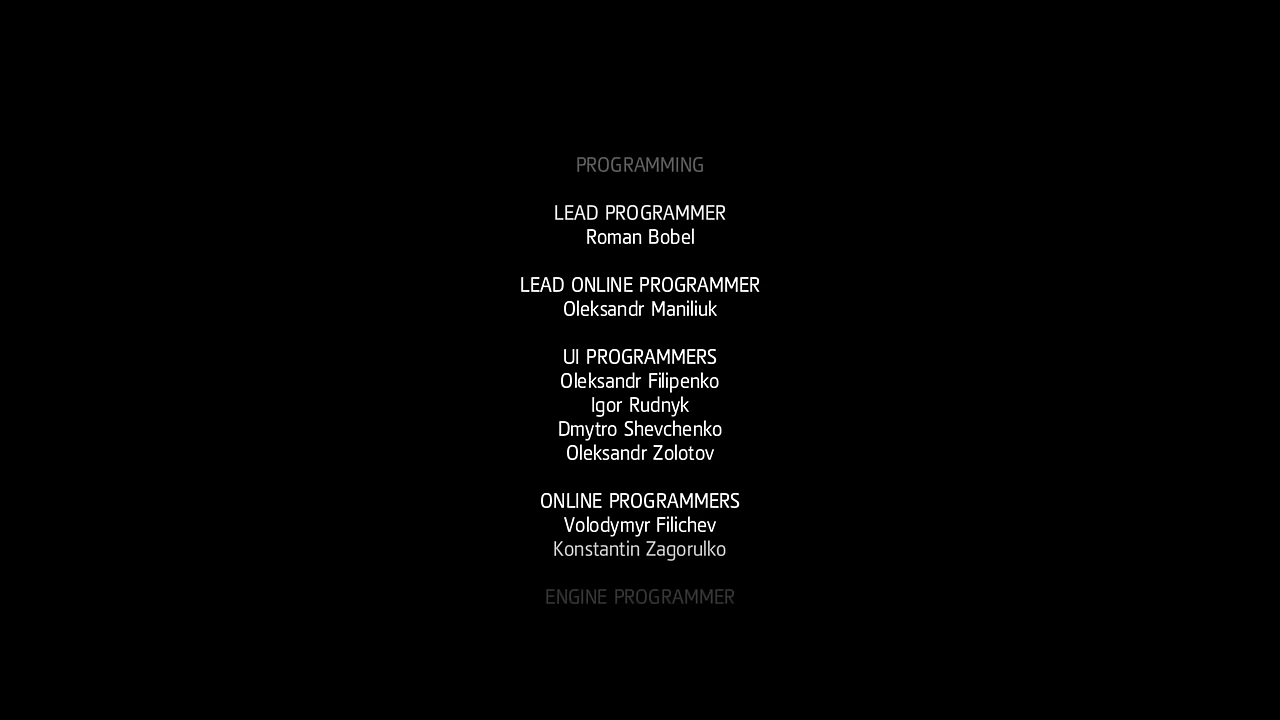 PROGRAMMING
LEAD PROGRAMMER
Roman Bobel
LEAD ONLINE PROGRAMMER
Oleksandr Maniliuk
UI PROGRAMMERS
Oleksandr Filipenko
Igor Rudnyk
Dmytro Shevchenko
Oleksandr Zolotov
ONLINE PROGRAMMERS
Volodymyr Filichev
Konstantin Zagorulko
ENGINE PROGRAMMER